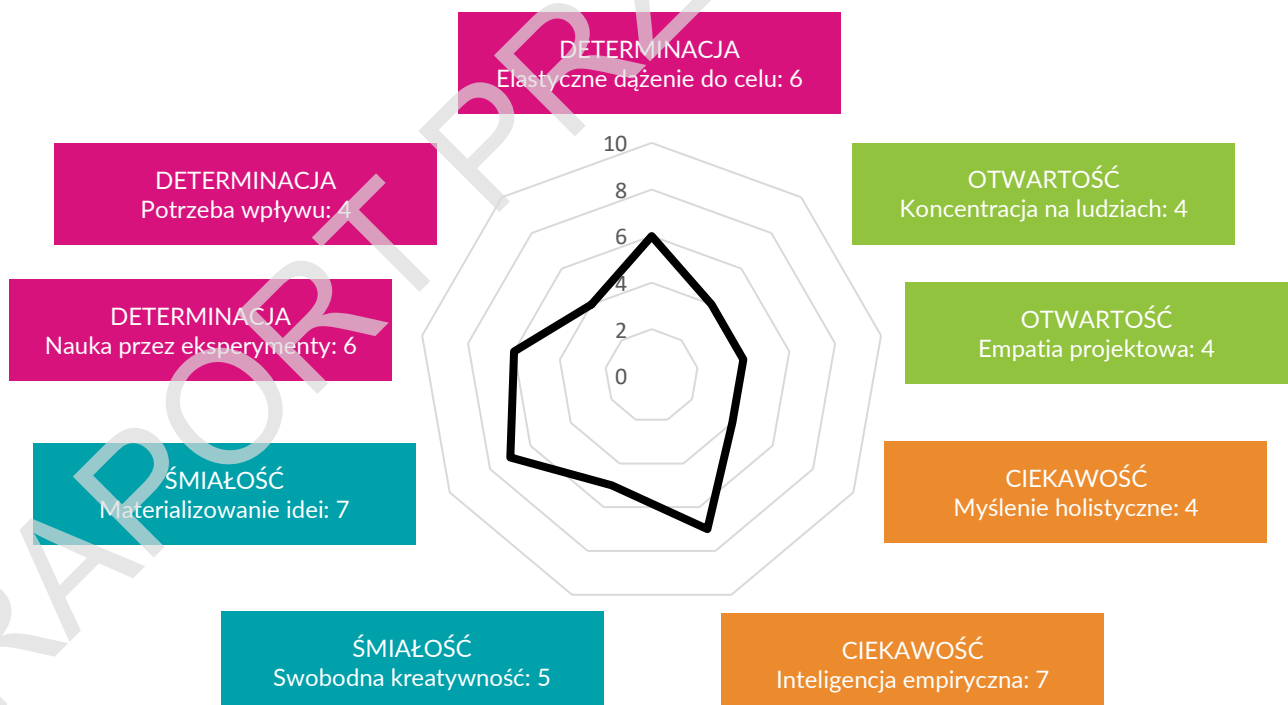 DETERMINACJA
Elastyczne dążenie do celu: 6
DETERMINACJA
Potrzeba wpływu: 4
OTWARTOŚĆ
Koncentracja na ludziach: 4
DETERMINACJA
Nauka przez eksperymenty: 6
OTWARTOŚĆ
Empatia projektowa: 4
ŚMIAŁOŚĆ
Materializowanie idei: 7
CIEKAWOŚĆ
Myślenie holistyczne: 4
ŚMIAŁOŚĆ
Swobodna kreatywność: 5
CIEKAWOŚĆ
Inteligencja empiryczna: 7
10
8
6
4
2
0
RAPORT